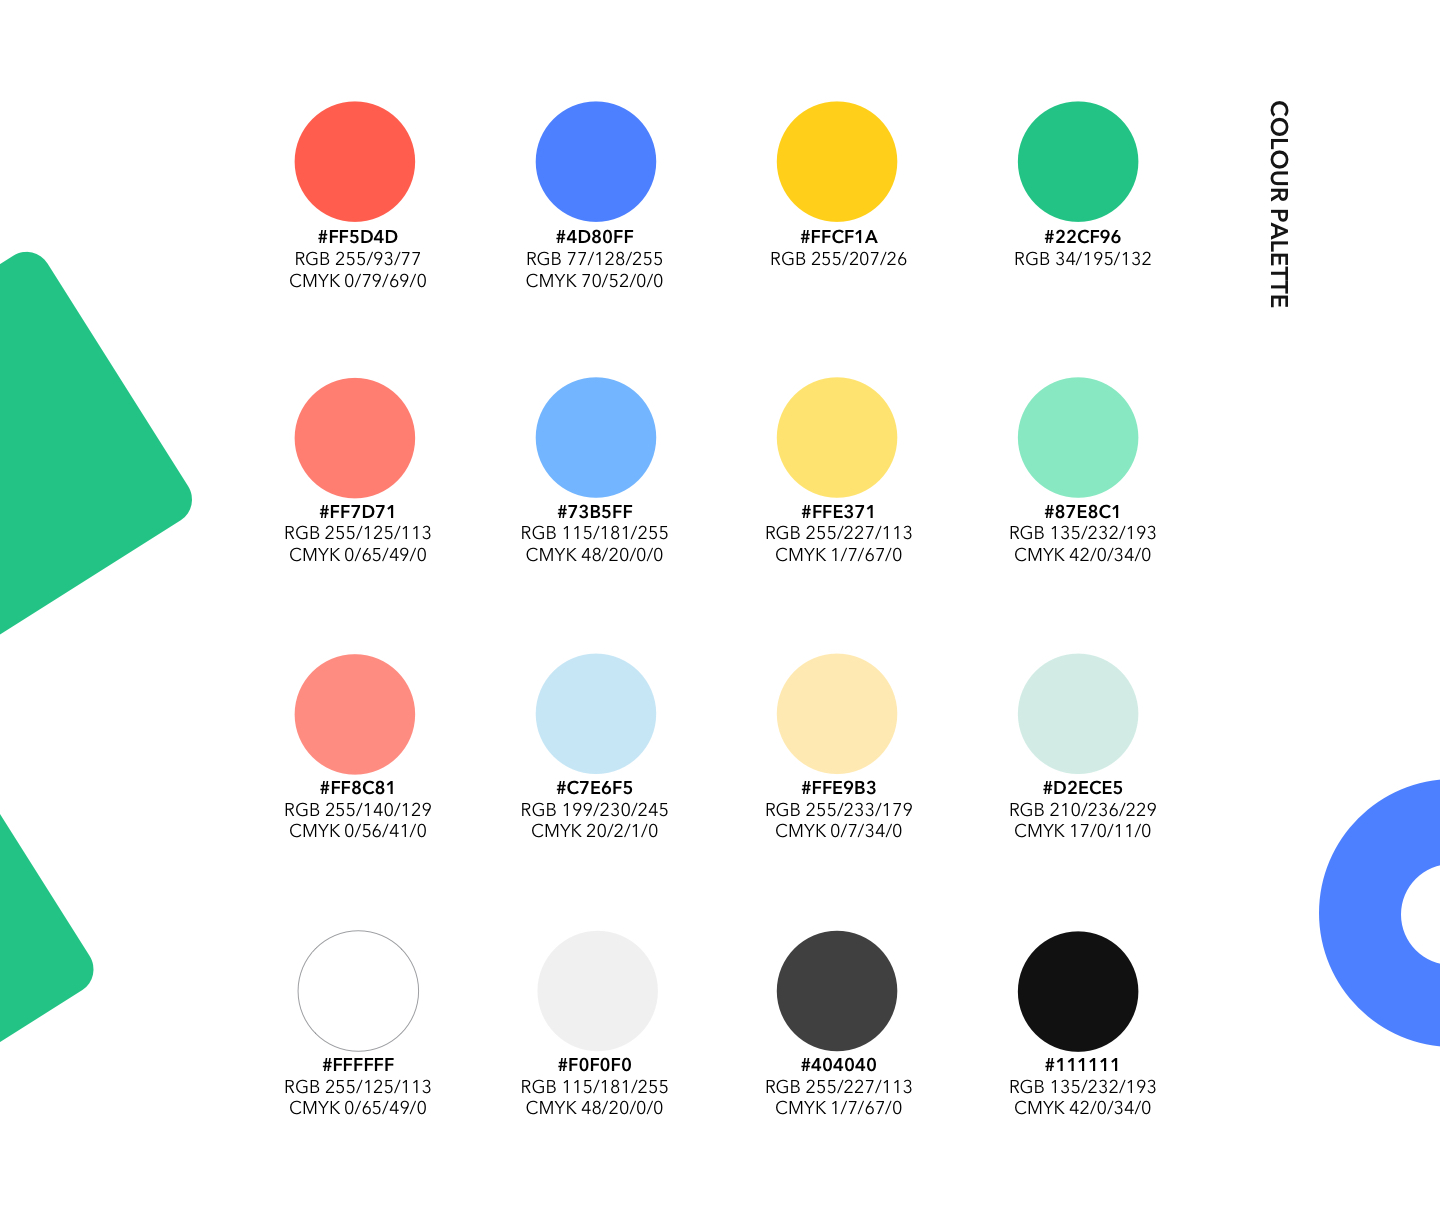 COLOUR PALETTE
#FF5D4D
RGB 255/93/77
CMYK 0/79/69/0
#4D80FF
RGB 77/128/255
CMYK 70/52/0/0
#FFCF1A
RGB 255/207/26
#22CF96
RGB 34/195/132
#FF7D71
RGB 255/125/113
CMYK 0/65/49/0
#73B5FF
RGB 115/181/255
CMYK 48/20/0/0
#FFE371
RGB 255/227/113
CMYK 1/7/67/0
#87E8C1
RGB 135/232/193
CMYK 42/0/34/0
#FF8C81
RGB 255/140/129
CMYK 0/56/41/0
#C7E6F5
RGB 199/230/245
CMYK 20/2/1/0
#FFE9B3
RGB 255/233/179
CMYK 0/7/34/0
#D2ECE5
RGB 210/236/229
CMYK 17/0/11/0
#FFFFFF
RGB 255/125/113
CMYK 0/65/49/0
#F0F0F0
RGB 115/181/255
CMYK 48/20/0/0
#404040
RGB 255/227/113
CMYK 1/7/67/0
#111111
RGB 135/232/193
CMYK 42/0/34/0